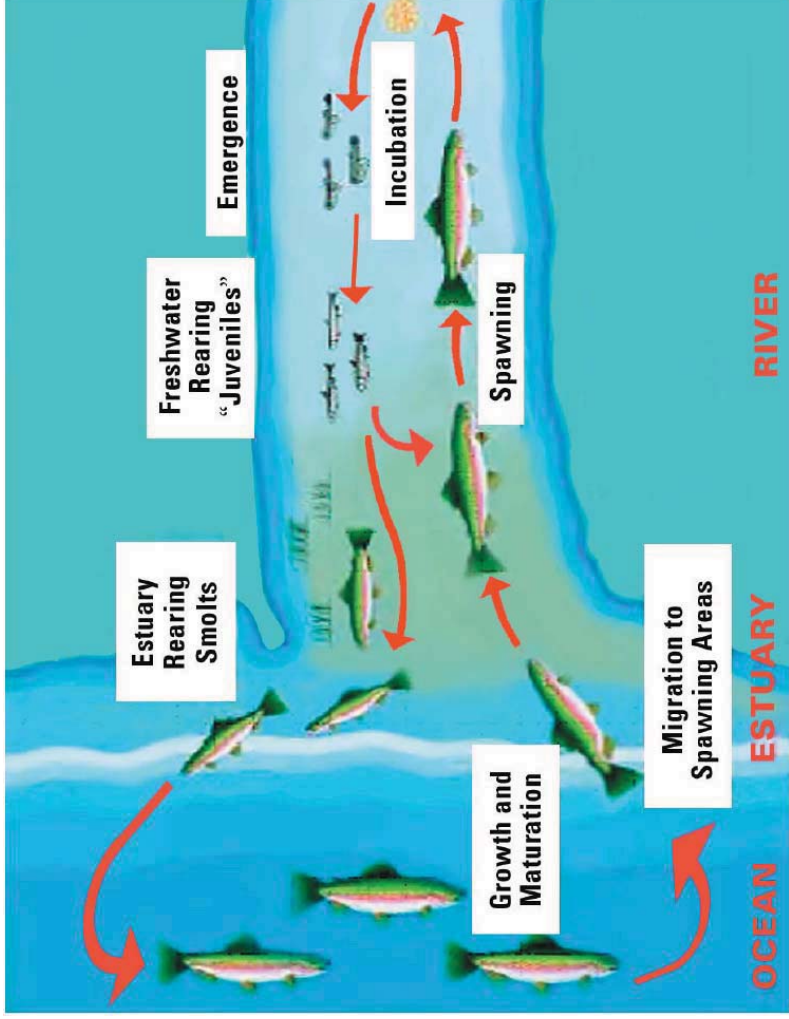 Emergence
Freshwater
Rearing
“Juveniles”
Estuary
Rearing
Smolts
Incubation
Spawning
Growth and
Maturation
Migration to
Spawning Areas
OCEAN
ESTUARY
RIVER